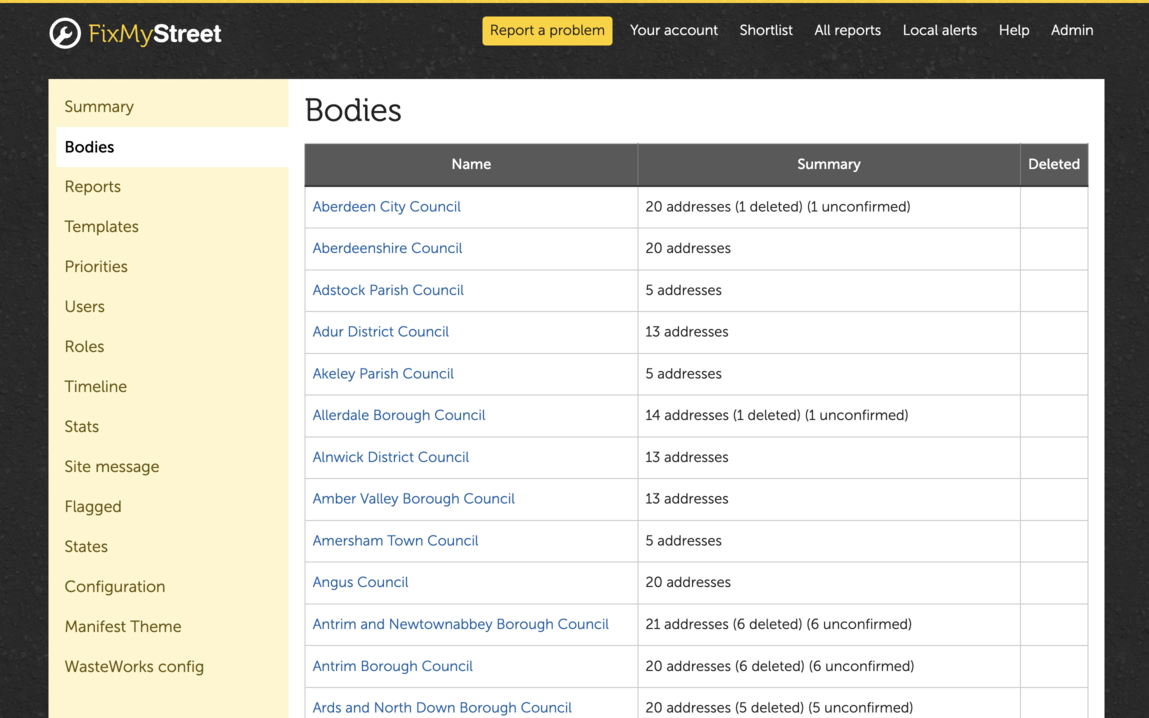 FixMyStreet
Report a problem Your account Shortlist All reports Local alerts Help Admin
Summary
Bodies
Reports
Templates
Priorities
Users
Roles
Timeline
Stats
Site message
Flagged
States
Configuration
Manifest Theme
WasteWorks config
Bodies
Name Summary Deleted
Aberdeen City Council 20 addresses (1 deleted) (1 unconfirmed)
Aberdeenshire Council 20 addresses
Adstock Parish Council 5 addresses
Adur District Council 13 addresses
Akeley Parish Council 5 addresses
Allerdale Borough Council 14 addresses (1 deleted) (1 unconfirmed)
Alnwick District Council 13 addresses
Amber Valley Borough Council 13 addresses
Amersham Town Council 5 addresses
Angus Council 20 addresses
Antrim and Newtownabbey Borough Council 21 addresses (6 deleted) (6 unconfirmed)
Antrim Borough Council 20 addresses (6 deleted) (6 unconfirmed)
Ards and North Down Borough Council 20 addresses (5 deleted) (5 unconfirmed)